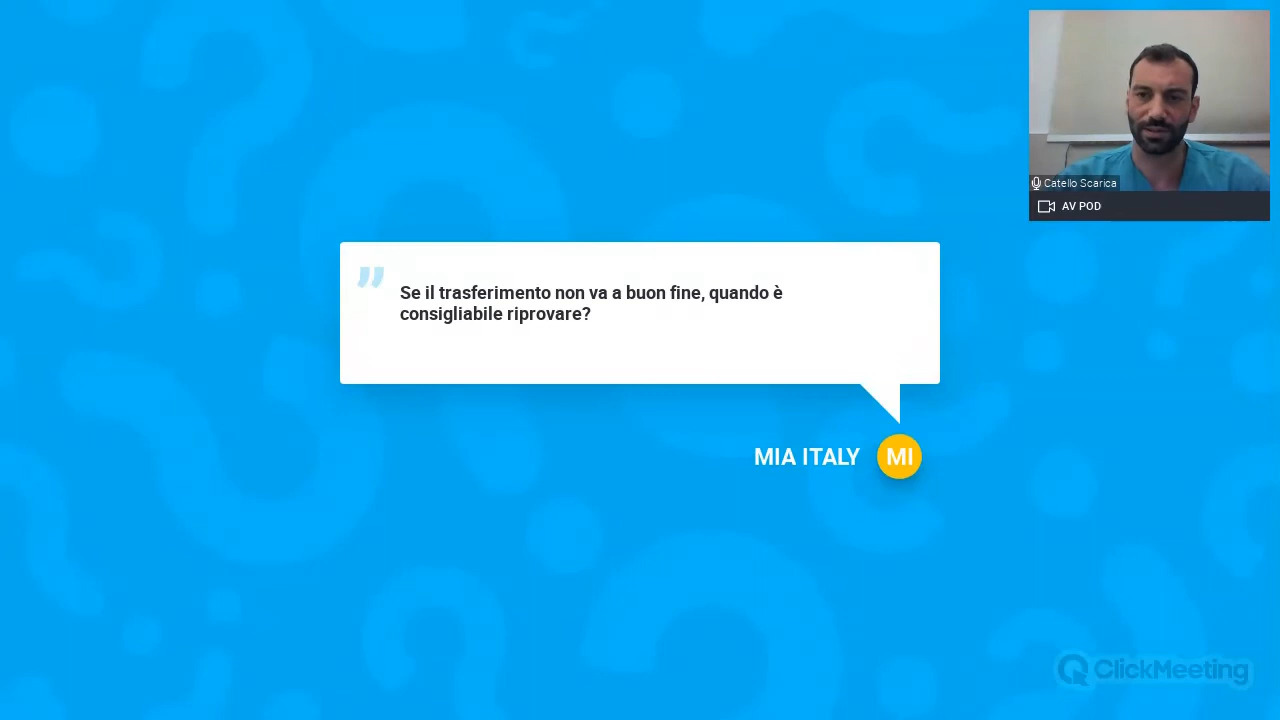 Catello Scarica
AV POD
Se il trasferimento non va a buon fine, quando è
consigliabile riprovare?
MIA ITALY
MI
ClickMeeting